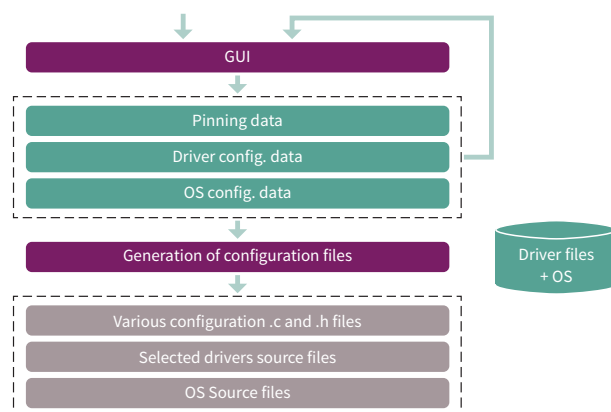 GUI
Pinning data
Driver config. data
OS config. data
Generation of configuration files
Driver files
+ OS
Various configuration .c and .h files
Selected drivers source files
OS Source files